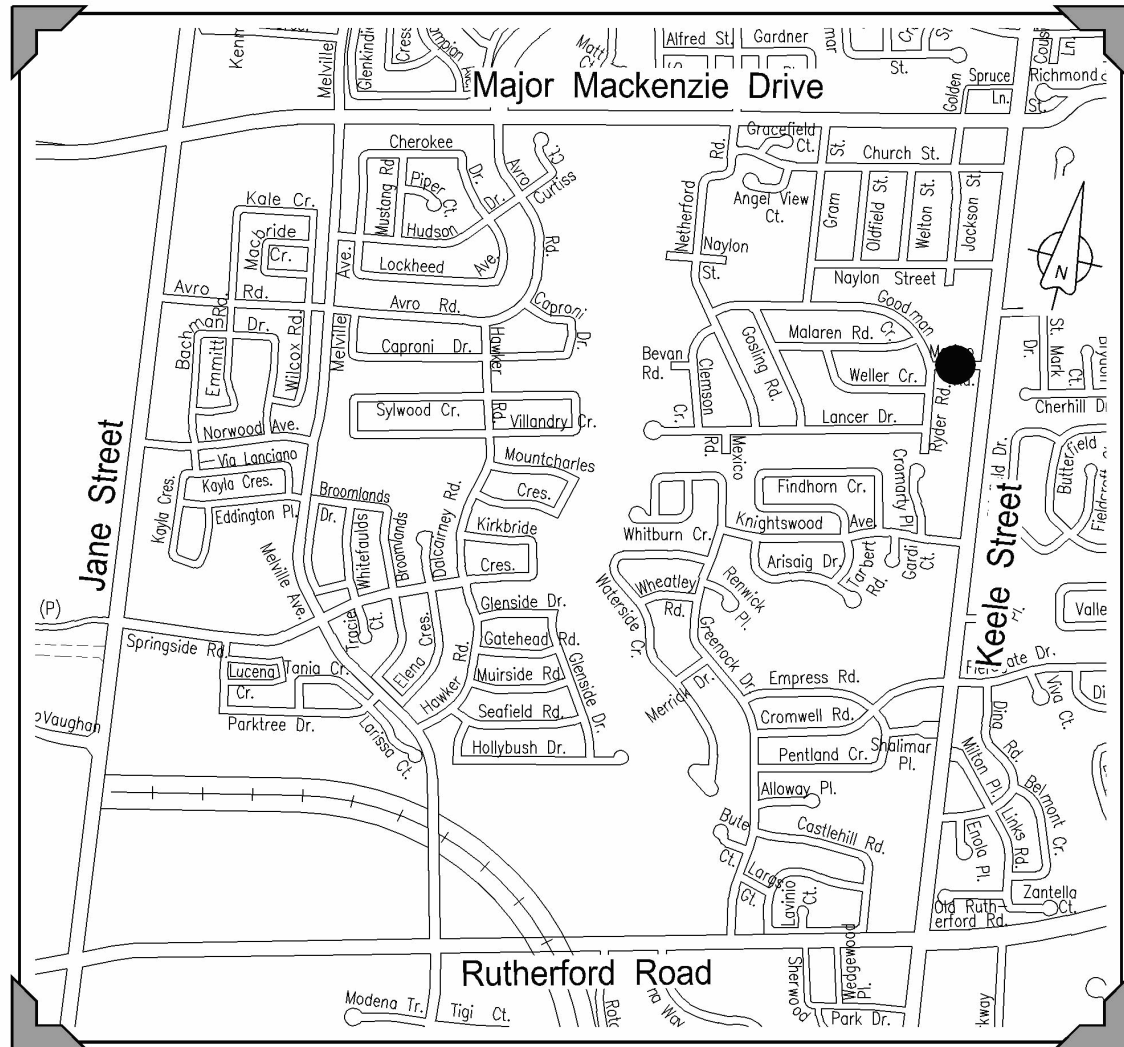 Alfred St.
Gardner
St.
Golden
Spruce
Ln.
Richmond
St.
Ln.
Melville
Glenkindie
Major Mackenzie Drive
Gracefield
Ct.
St.
Church St.
Cherokee
Dr.
Avro
Ct.
Curtiss
Mustang Rd
Piper
Ct.
Dr.
Hudson
Lockheed
Ave.
Ave.
Rd.
Kale Cr.
Macbride
Cr.
Rd.
Netherford
Angel View
Ct.
Gram
Oldfield St.
Welton St.
Jackson St.
Naylon
St.
Naylon Street
N
Avro
Rd.
Avro Rd.
Caproni
Dr.
Bachman Rd.
Dr.
Emmitt
Wilcox Rd.
Melville
Caproni Dr.
Hawker
Rd.
Goodman
Cr.
Malaren Rd.
Bevan
Rd.
Clemson
Cr.
Gosling Rd.
Weller Cr.
Lancer Dr.
Ryder Rd.
St. Mark
Dr.
Ct.
Cherhill
Sylwood Cr.
Villandry Cr.
Norwood Ave.
Via Lanciano
Kayla Cres.
Kayla Cres.
Eddington Pl.
Mountcharles
Cres.
Mexico
Rd.
Findhorn Cr.
Cromarty Pl.
Butterfield
Jane Street
Broomlands
Dr.
Whitefaulds
Broomlands
Dalcairney Rd.
Kirkbride
Cres.
Whitburn Cr.
Knightswood
Ave.
Arisaig Dr.
Tarbert
Rd.
Gardi
Ct.
Keele Street
Melville Ave.
Tracie
Ct.
Elena Cres.
Glenside Dr.
Gatehead Rd.
Muirside Rd.
Seafield Rd.
Hollybush Dr.
Glenside Dr.
Hawker Rd.
Waterside Cr.
Wheatley
Rd.
Renwick
Pl.
Greenock Dr.
Merrick Dr.
(P)
Springside Rd.
Lucena
Cr.
Tania Cr.
Parktree Dr.
Larissa Ct.
Vaughan
Empress Rd.
Cromwell Rd.
Pentland Cr.
Shalimar
Pl.
Pl.
Dr.
Viva Ct.
Rd.
Milton Pl.
Belmont Cr.
Links Rd.
Enola Pl.
Alloway Pl.
Bute
Ct.
Castlehill Rd.
Largs
Ct.
Lavinio
Ct.
Old Ruth-
erford Rd.
Zantella
Ct.
Rutherford Road
Sherwood
Wedgewood
Pl.
Park Dr.
Modena Tr.
Tigi Ct.